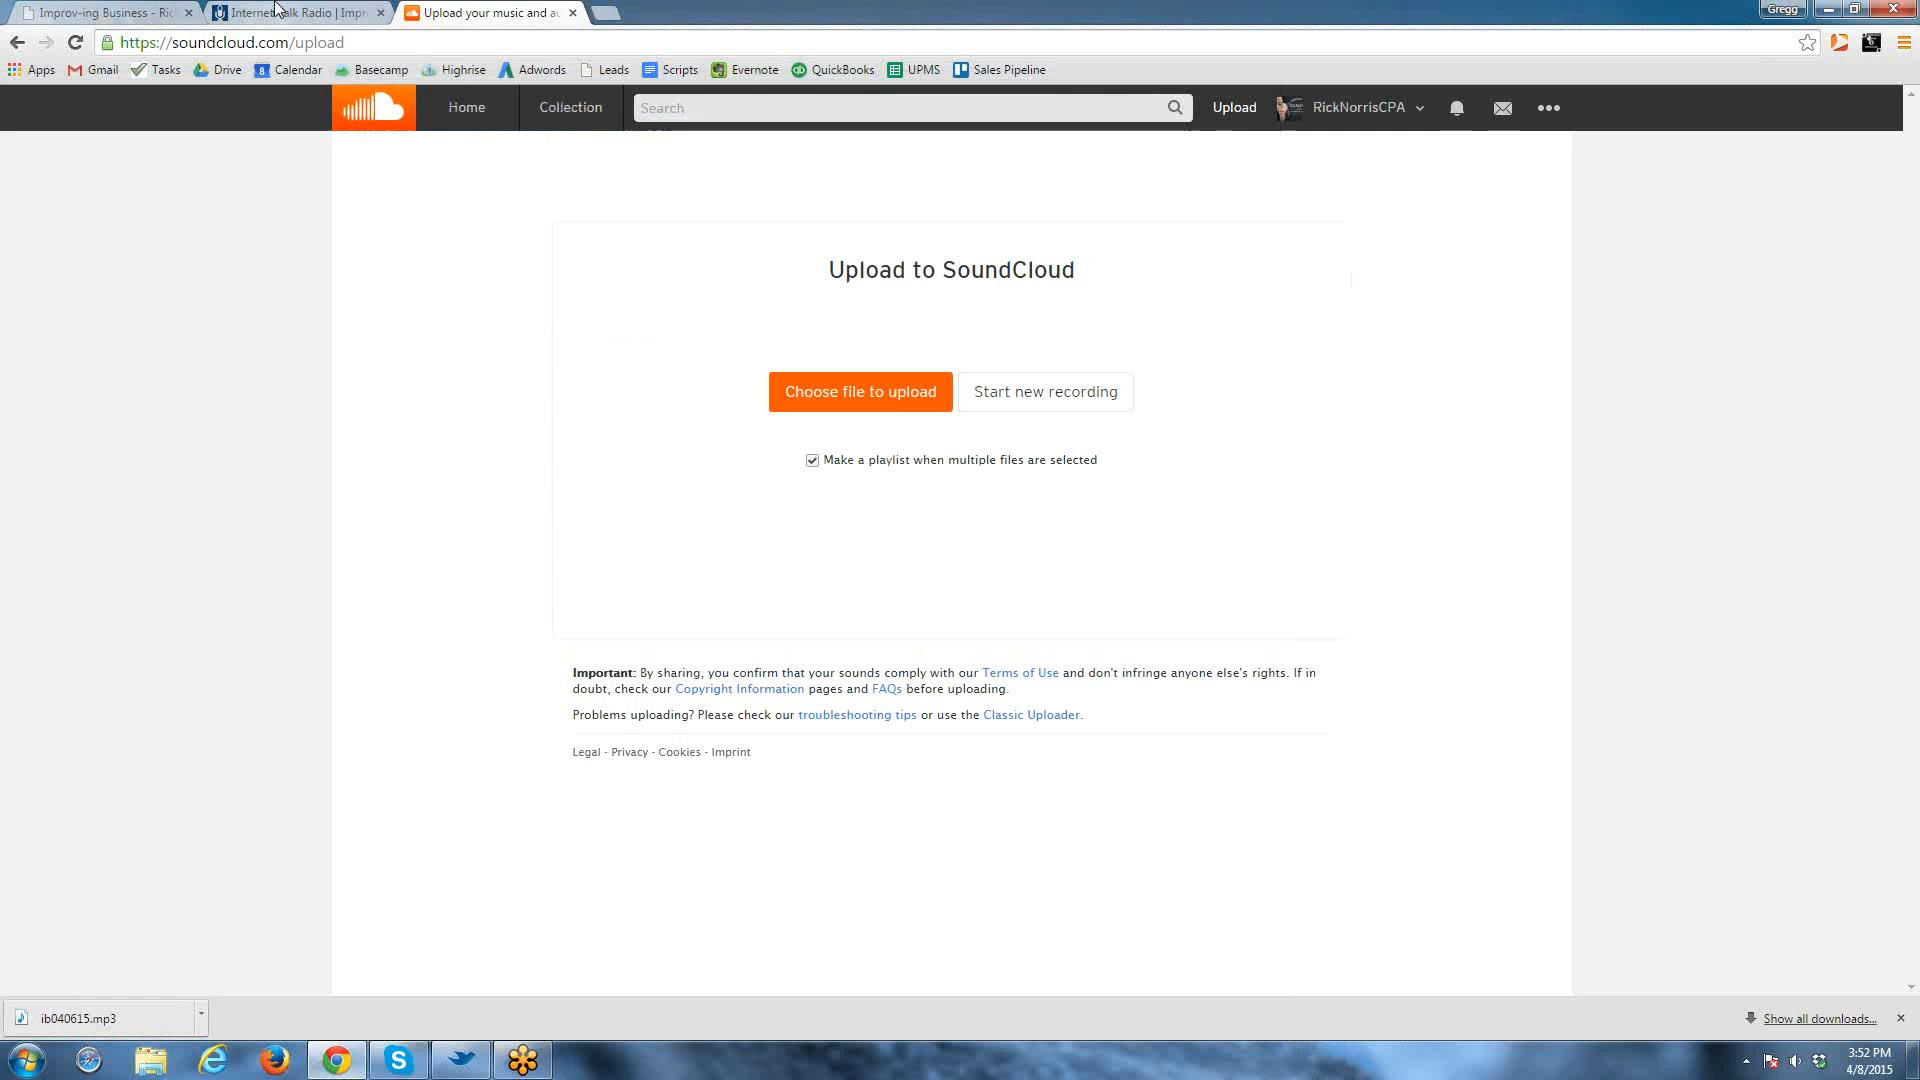 Improv-ing Business - Ric
Internet Talk Radio | Impr
Upload your music and au
Gregg
https://soundcloud.com/upload
Apps
Gmail
Tasks
Drive
8
Calendar
Basecamp
Highrise
Adwords
Leads
Scripts
Evernote
QuickBooks
UPMS
Sales Pipeline
Home
Collection
Search
Upload
RickNorrisCPA
Upload to SoundCloud
Choose file to upload
Start new recording
Make a playlist when multiple files are selected
Important: By sharing, you confirm that your sounds comply with our Terms of Use and don't infringe anyone else's rights. If in
doubt, check our Copyright Information pages and FAQs before uploading.
Problems uploading? Please check our troubleshooting tips or use the Classic Uploader.
Legal - Privacy - Cookies - Imprint
ib040615.mp3
Show all downloads...
3:52 PM
4/8/2015